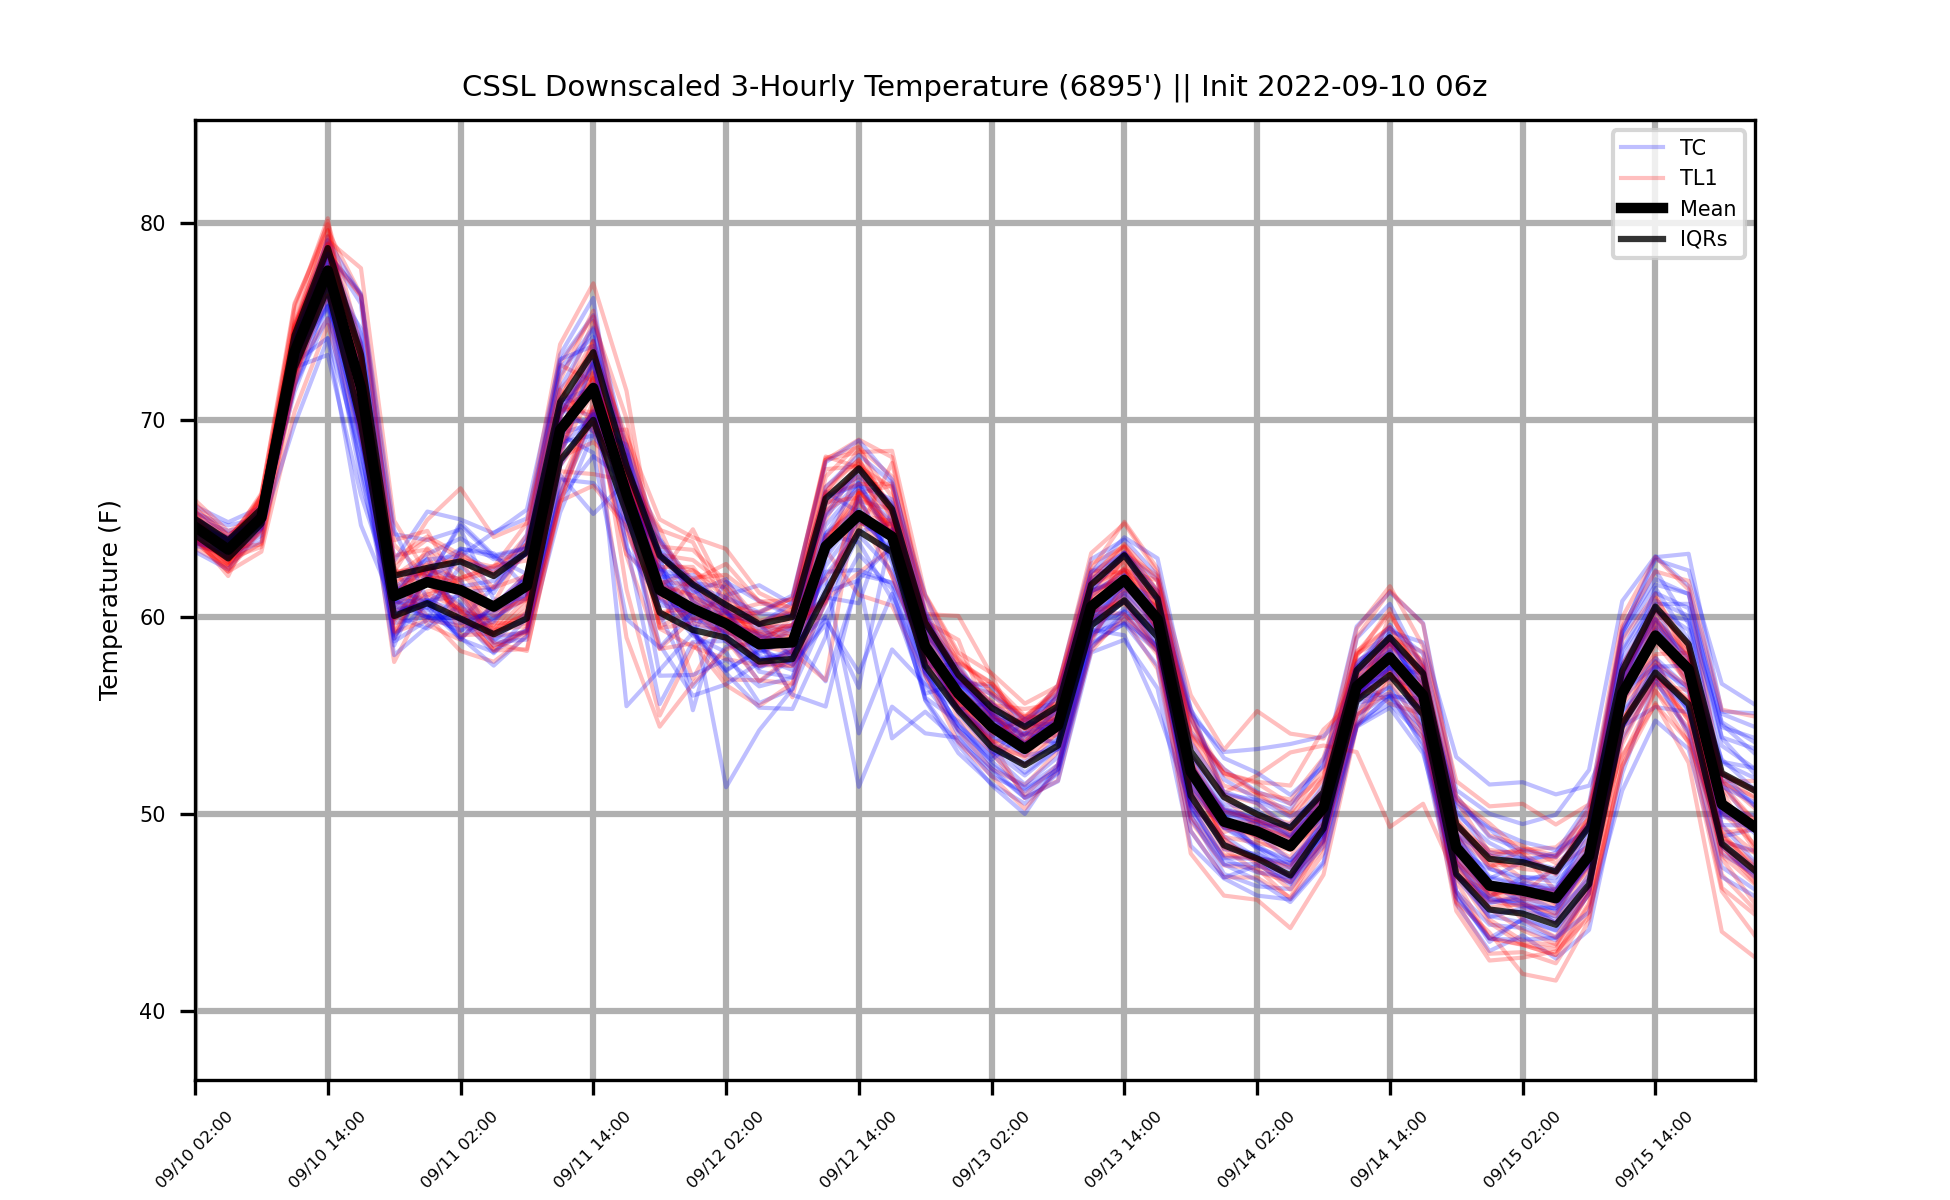 CSSL Downscaled 3-Hourly Temperature (6895') || Init 2022-09-10 06z
TC
TL1
Mean
IQRs
Temperature (F)
80
70
60
50
40
09/10 02:00
09/10 14:00
09/11 02:00
09/11 14:00
09/12 02:00
09/12 14:00
09/13 02:00
09/13 14:00
09/14 02:00
09/14 14:00
09/15 02:00
09/15 14:00